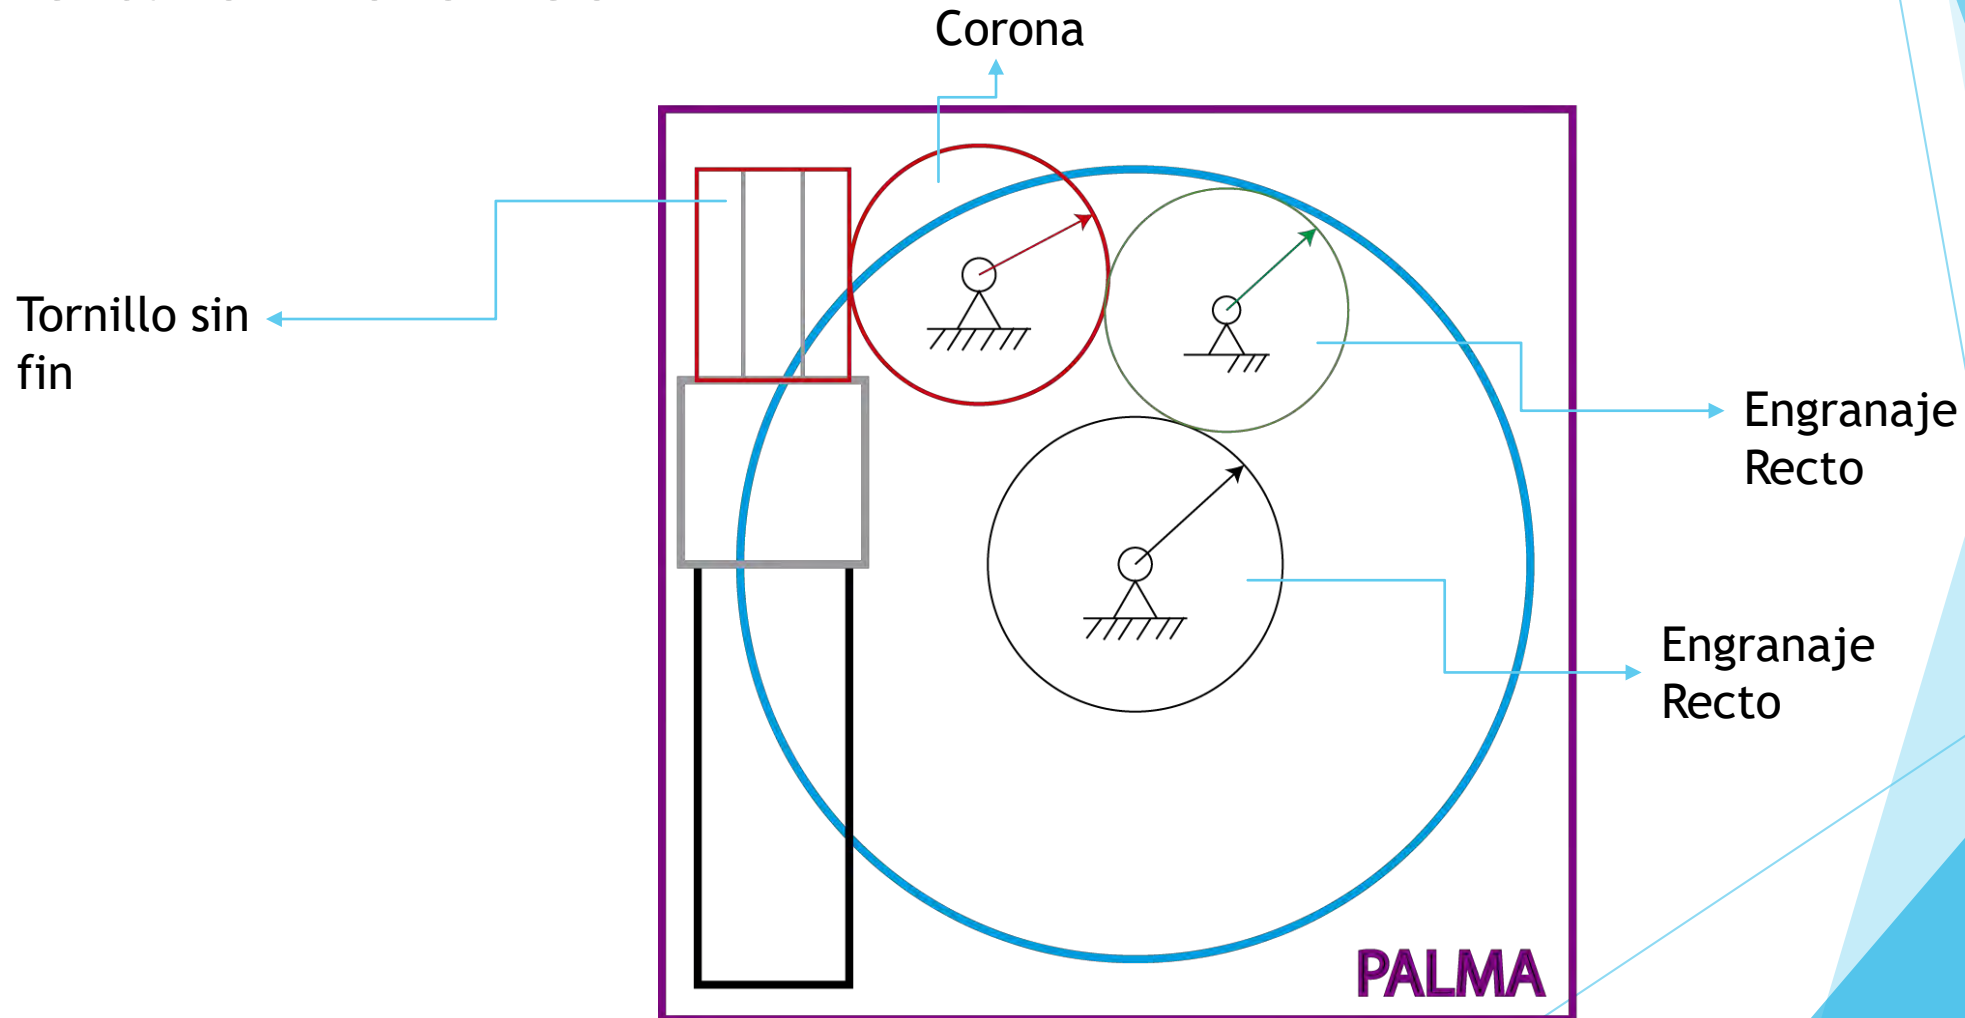 Corona
Tornillo sin
fin
Engranaje
Recto
Engranaje
Recto
PALMA